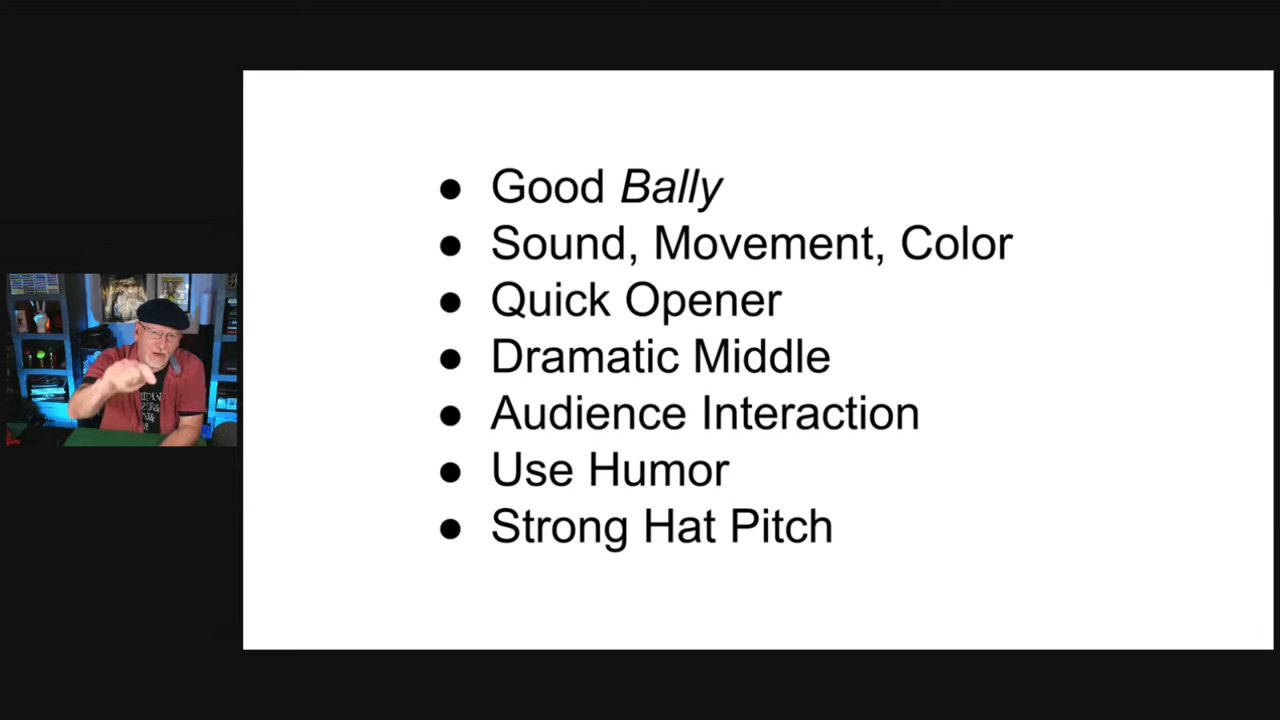 Good Bally
Sound, Movement, Color
Quick Opener
Dramatic Middle
Audience Interaction
Use Humor
Strong Hat Pitch